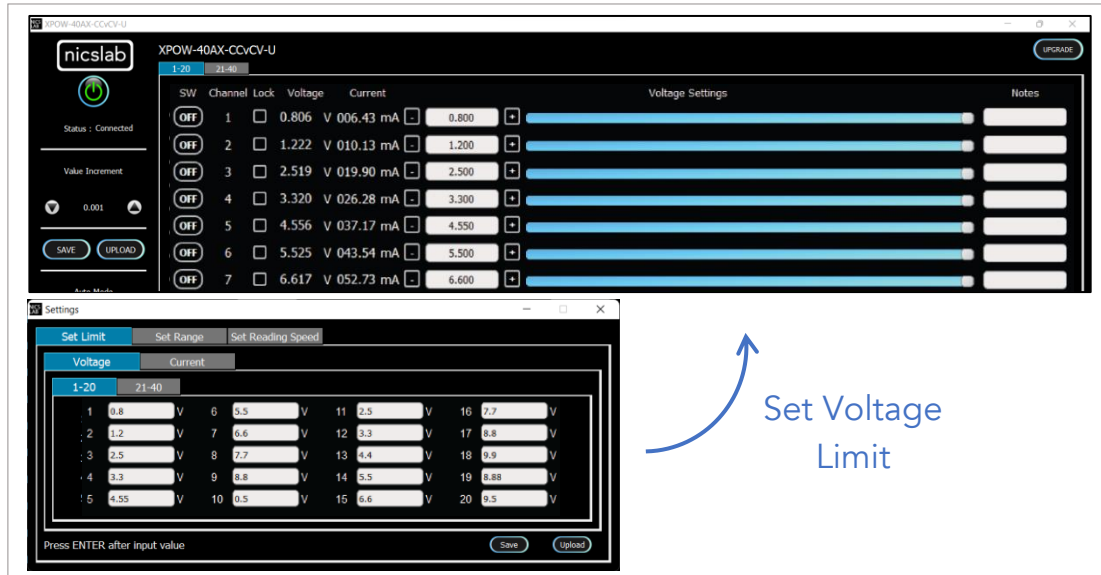 XPOW-40AX-CCvCV-U
nicslab
XPOW-40AX-CCvCV-U
UPGRADE
1-20 21-40
SW Channel Lock Voltage Current Voltage Settings Notes
OFF 1 0.806 V 006.43 mA - 0.800 +
Status : Connected
OFF 2 1.222 V 010.13 mA - 1.200 +
Value Increment
OFF 3 2.519 V 019.90 mA - 2.500 +
0.001
OFF 4 3.320 V 026.28 mA - 3.300 +
OFF 5 4.556 V 037.17 mA - 4.550 +
SAVE UPLOAD
OFF 6 5.525 V 043.54 mA - 5.500 +
OFF 7 6.617 V 052.73 mA - 6.600 +
Auto Mode
Settings
Set Limit Set Range Set Reading Speed
Voltage Current
1-20 21-40
1 0.8 V 6 5.5 V 11 2.5 V 16 7.7 V
2 1.2 V 7 6.6 V 12 3.3 V 17 8.8 V
3 2.5 V 8 7.7 V 13 4.4 V 18 9.9 V
4 3.3 V 9 8.8 V 14 5.5 V 19 8.88 V
5 4.55 V 10 0.5 V 15 6.6 V 20 9.5 V
Press ENTER after input value
Save Upload
Set Voltage
Limit